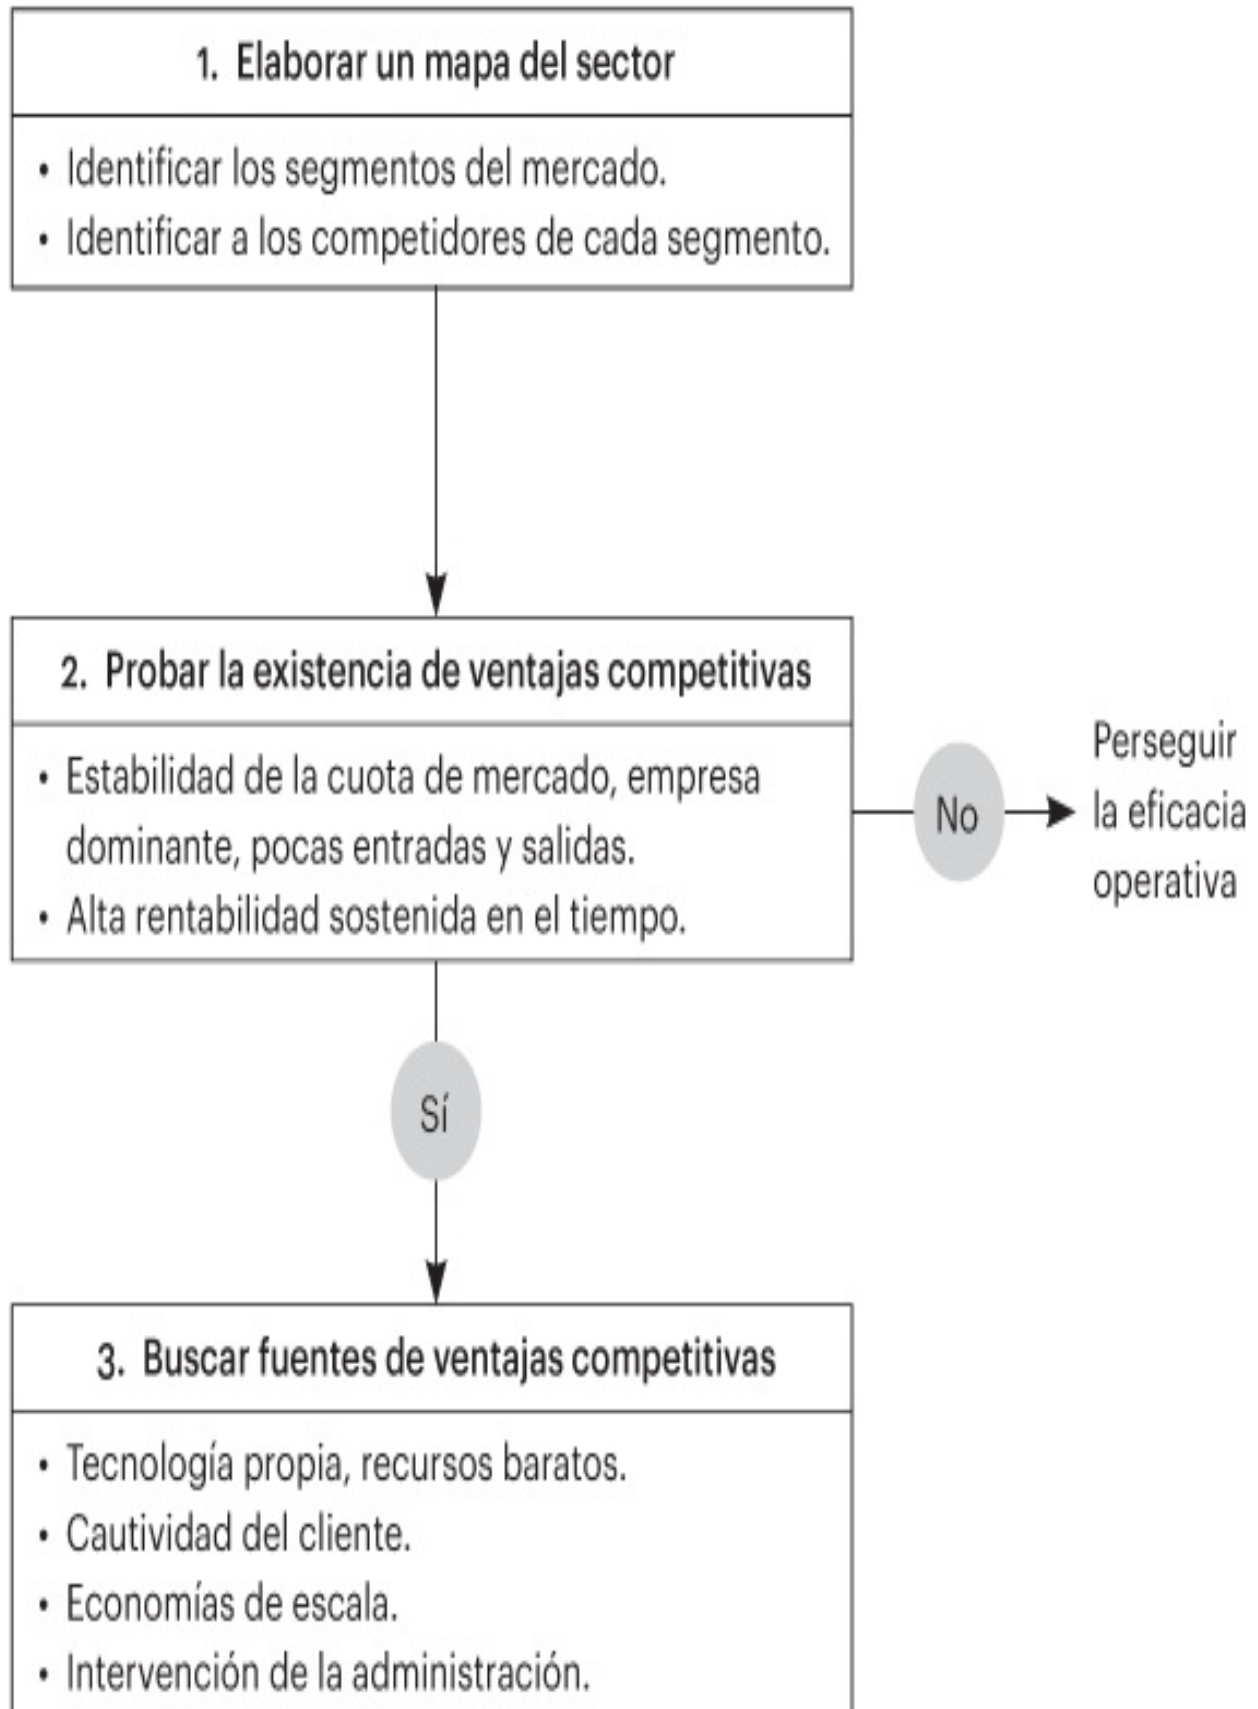 1. Elaborar un mapa del sector
• Identificar los segmentos del mercado.
• Identificar a los competidores de cada segmento.
2. Probar la existencia de ventajas competitivas
• Estabilidad de la cuota de mercado, empresa
dominante, pocas entradas y salidas.
• Alta rentabilidad sostenida en el tiempo.
No
Perseguir
la eficacia
operativa
Sí
3. Buscar fuentes de ventajas competitivas
• Tecnología propia, recursos baratos.
• Cautividad del cliente.
• Economías de escala.
• Intervención de la administración.